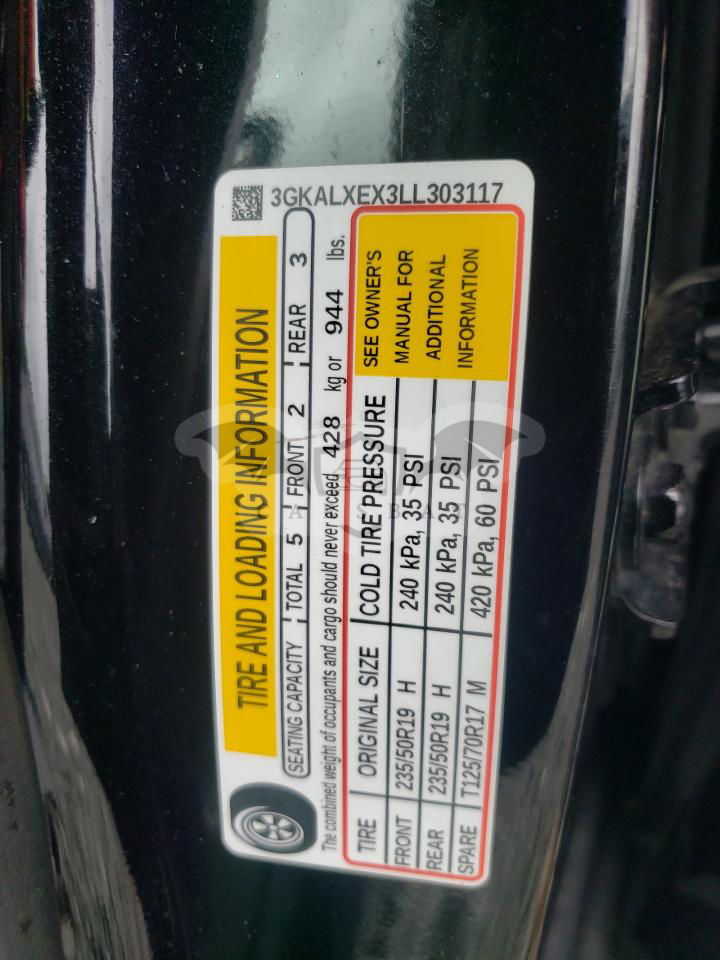 3GKALXEX3LL303117
TIRE AND LOADING INFORMATION
SEATING CAPACITY TOTAL 5 FRONT 2 REAR 3
The combined weight of occupants and cargo should never exceed 428 kg or 944 lbs.
TIRE ORIGINAL SIZE COLD TIRE PRESSURE
FRONT 235/50R19 H 240 kPa, 35 PSI
REAR 235/50R19 H 240 kPa, 35 PSI
SPARE T125/70R17 M 420 kPa, 60 PSI
SEE OWNER'S
MANUAL FOR
ADDITIONAL
INFORMATION